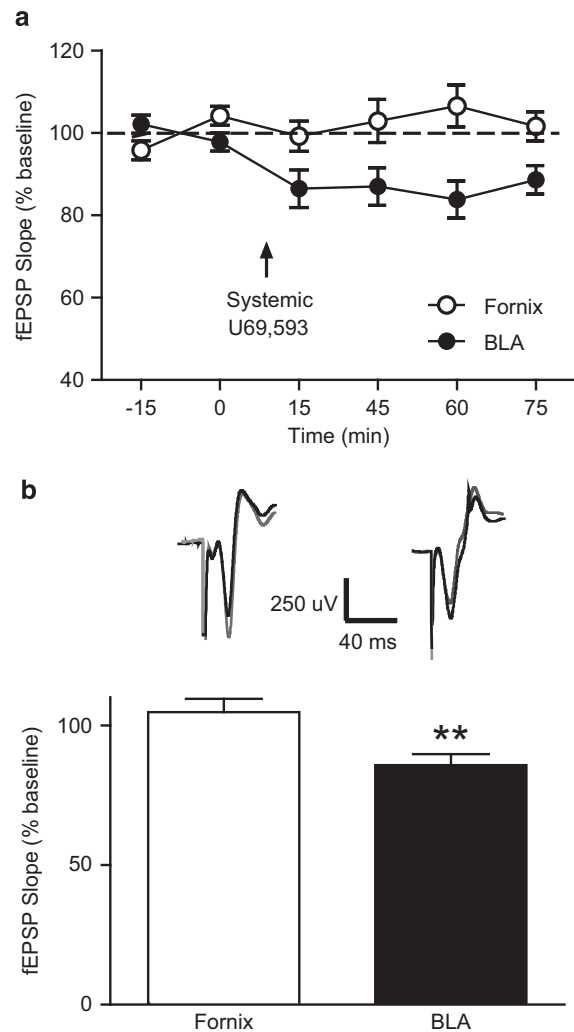 a
fEPSP Slope (% baseline)
120
100
80
60
40
Systemic
U69,593
Fornix
BLA
-15
0
15
45
60
75
Time (min)
b
250 uV
40 ms
fEPSP Slope (% baseline)
100
50
0
**
Fornix
BLA